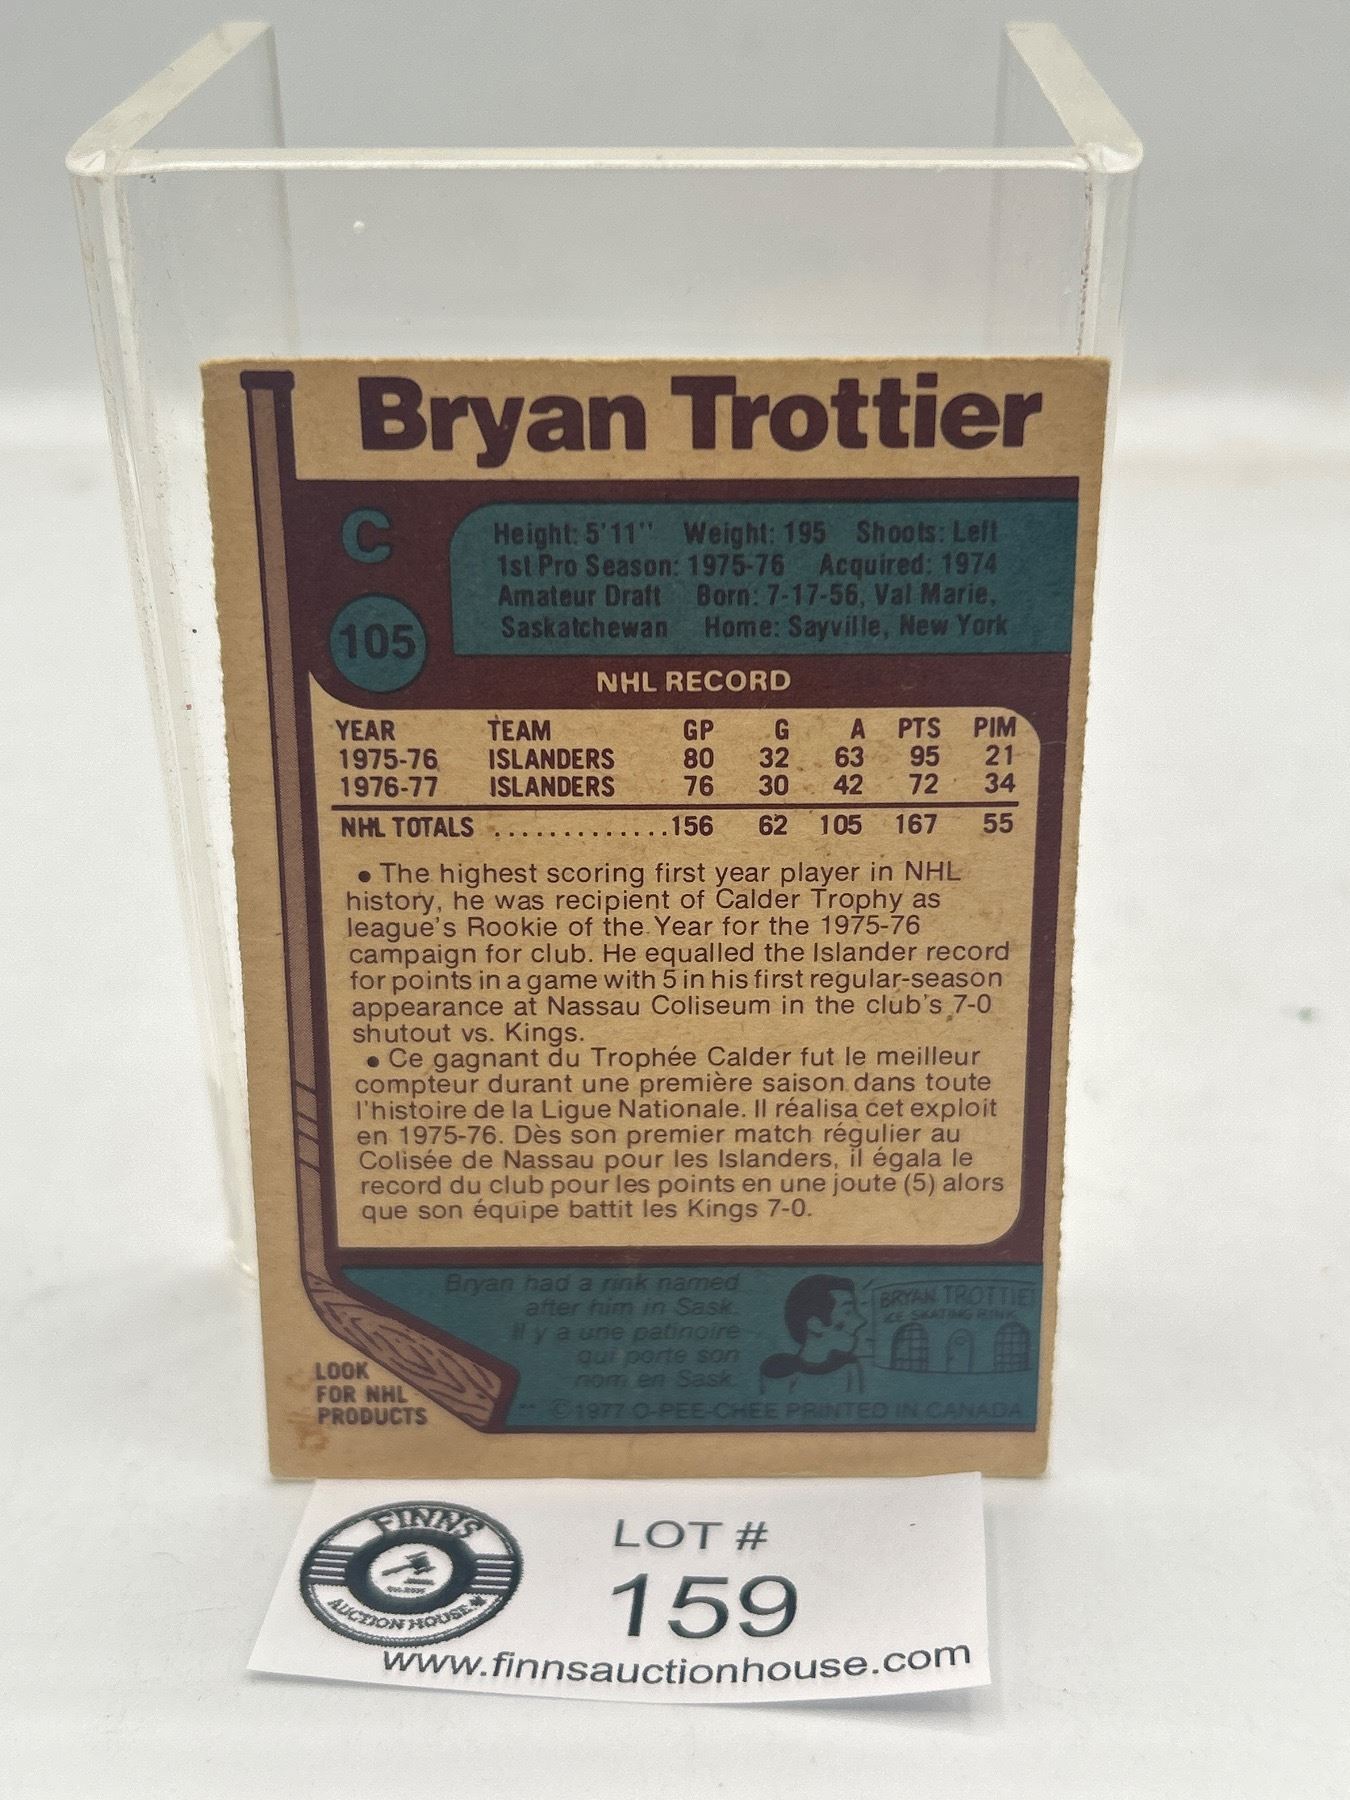 Bryan Trottier
C
105
Height: 5'11" Weight: 195 Shoots: Left
1st Pro Season: 1975-76 Acquired: 1974
Amateur Draft Born: 7-17-56, Val Marie,
Saskatchewan Home: Sayville, New York
NHL RECORD
YEAR TEAM GP G A PTS PIM
1975-76 ISLANDERS 80 32 63 95 21
1976-77 ISLANDERS 76 30 42 72 34
NHL TOTALS .............156 62 105 167 55
• The highest scoring first year player in NHL
history, he was recipient of Calder Trophy as
league's Rookie of the Year for the 1975-76
campaign for club. He equalled the Islander record
for points in a game with 5 in his first regular-season
appearance at Nassau Coliseum in the club's 7-0
shutout vs. Kings.
• Ce gagnant du Trophée Calder fut le meilleur
compteur durant une première saison dans toute
l'histoire de la Ligue Nationale. Il réalisa cet exploit
en 1975-76. Dès son premier match régulier au
Colisée de Nassau pour les Islanders, il égala le
record du club pour les points en une joute (5) alors
que son équipe battit les Kings 7-0.
Bryan had a rink named
after him in Sask.
Il y a une patinoire
qui porte son
nom en Sask.
BRYAN TROTTIE
ICE SKATING RINK
LOOK
FOR NHL
PRODUCTS
** ©1977 O-PEE-CHEE PRINTED IN CANADA
FINNS
AUCTION HOUSE
LOT #
159
www.finnsauctionhouse.com